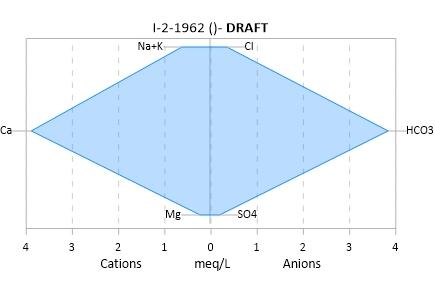 I-2-1962 ()- DRAFT
Na+K Cl
Ca HCO3
Mg SO4
4 3 2 1 0 1 2 3 4
Cations meq/L Anions